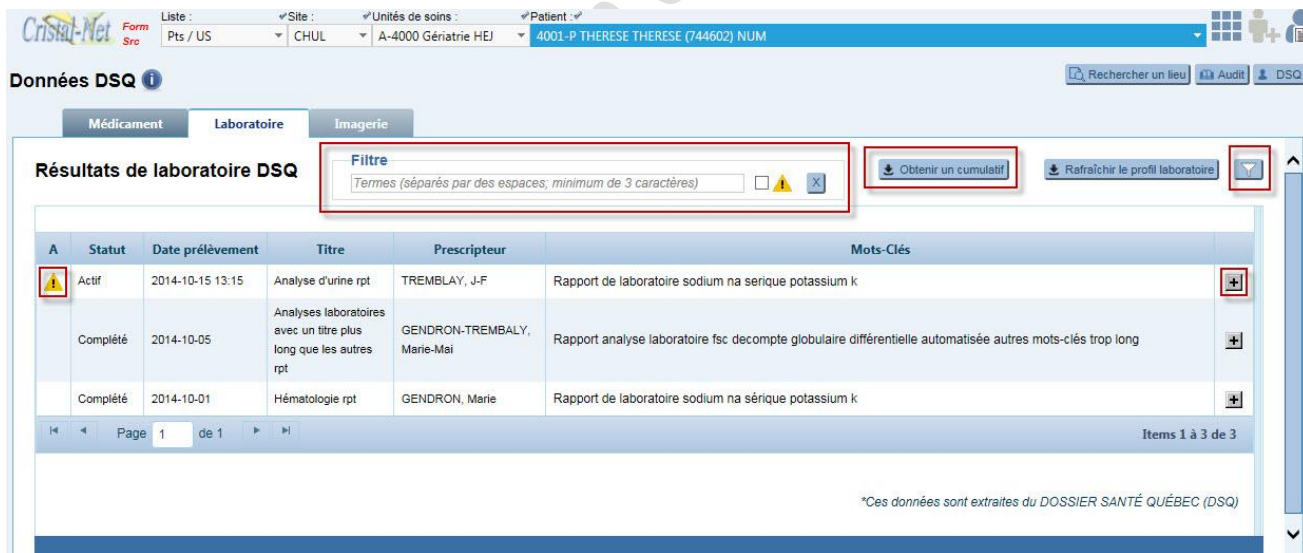 Cristal-Net Form Src
Liste : Site : Unités de soins : Patient :
Pts / US CHUL A-4000 Gériatrie HEJ 4001-P THERESE THERESE (744602) NUM
Données DSQ
Rechercher un lieu Audit DSQ
Médicament Laboratoire Imagerie
Résultats de laboratoire DSQ
Filtre
Termes (séparés par des espaces; minimum de 3 caractères) X
Obtenir un cumulatif Rafraîchir le profil laboratoire
A Statut Date prélèvement Titre Prescripteur Mots-Clés
Actif 2014-10-15 13:15 Analyse d'urine rpt TREMBLAY, J-F Rapport de laboratoire sodium na serique potassium k +
Complété 2014-10-05
Analyses laboratoires
avec un titre plus
long que les autres
rpt
GENDRON-TREMBALY,
Marie-Mai
Rapport analyse laboratoire fsc decompte globulaire différentielle automatisée autres mots-clés trop long +
Complété 2014-10-01 Hématologie rpt GENDRON, Marie Rapport de laboratoire sodium na sérique potassium k +
Page 1 de 1 Items 1 à 3 de 3
*Ces données sont extraites du DOSSIER SANTÉ QUÉBEC (DSQ)